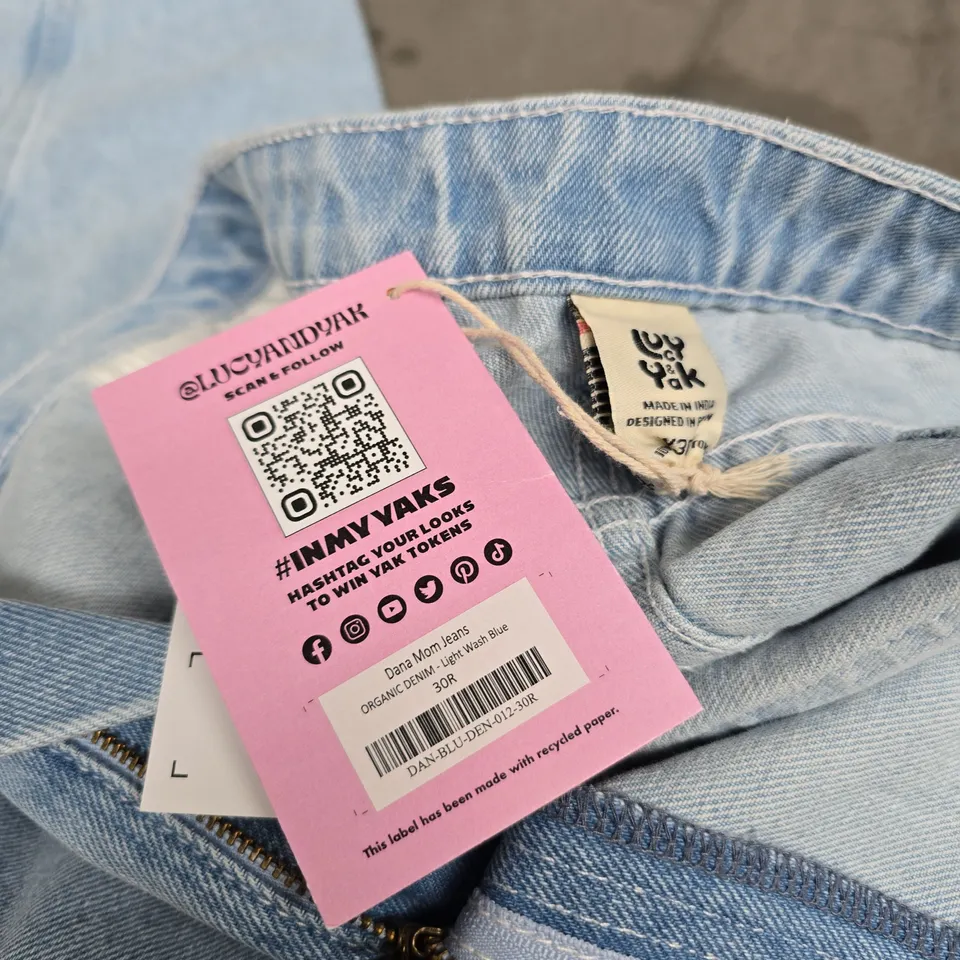 @LUCYANDYAK
SCAN & FOLLOW
#INMYYAKS
HASHTAG YOUR LOOKS
TO WIN YAK TOKENS
Dana Mom Jeans
ORGANIC DENIM - Light Wash Blue
30R
DAN-BLU-DEN-012-30R
This label has been made with recycled paper.
Lucy
&
Yak
MADE IN INDIA
DESIGNED IN